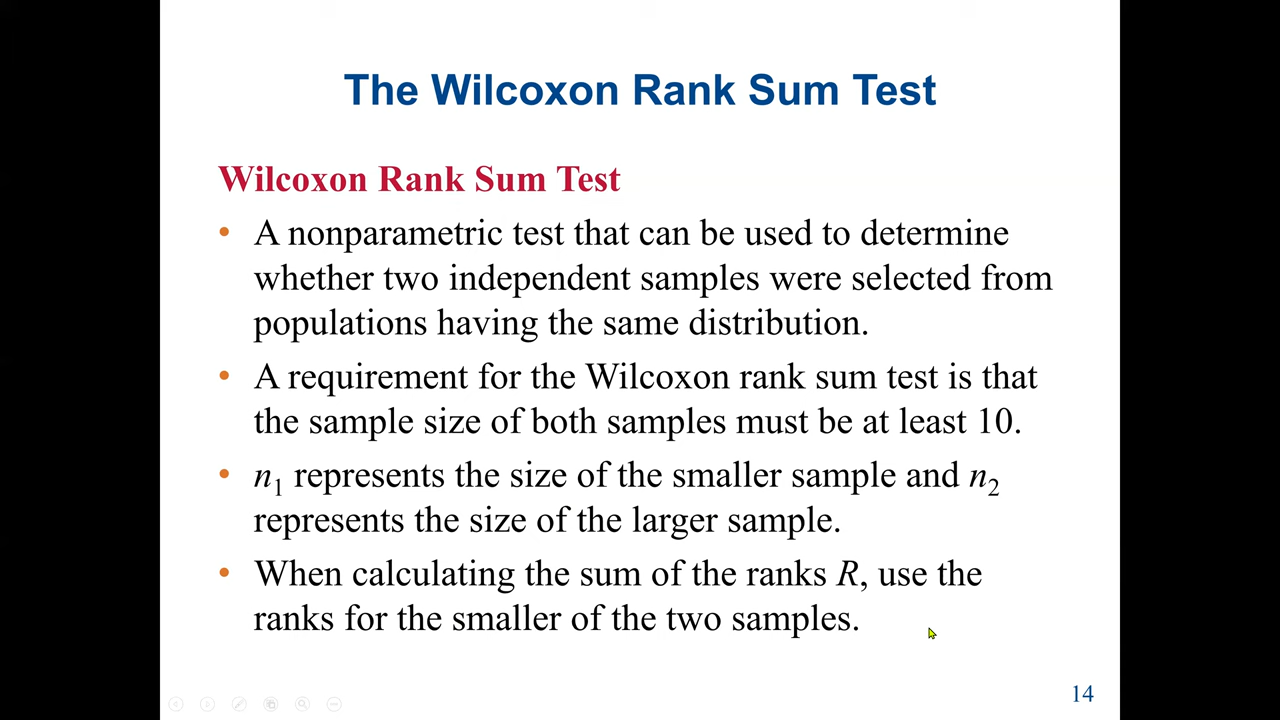 The Wilcoxon Rank Sum Test
Wilcoxon Rank Sum Test
• A nonparametric test that can be used to determine
whether two independent samples were selected from
populations having the same distribution.
• A requirement for the Wilcoxon rank sum test is that
the sample size of both samples must be at least 10.
• n₁ represents the size of the smaller sample and n₂
represents the size of the larger sample.
• When calculating the sum of the ranks R, use the
ranks for the smaller of the two samples.
14